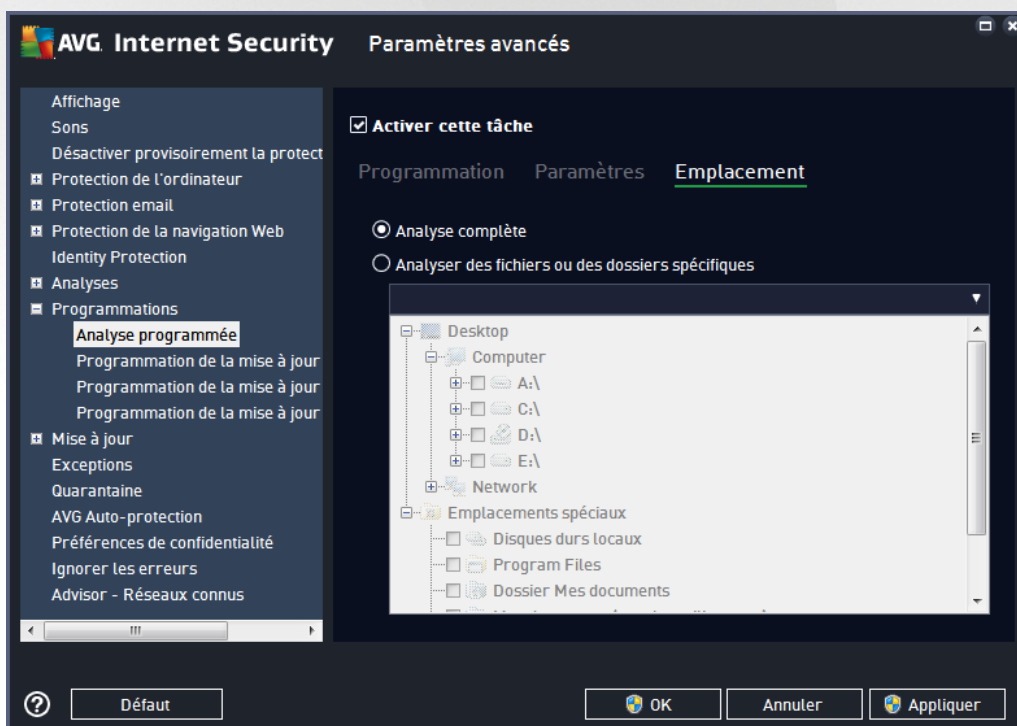 AVG. Internet Security
Paramètres avancés
Affichage
Sons
Désactiver provisoirement la protect
Protection de l'ordinateur
Protection email
Protection de la navigation Web
Identity Protection
Analyses
Programmations
Analyse programmée
Programmation de la mise à jour
Programmation de la mise à jour
Programmation de la mise à jour
Mise à jour
Exceptions
Quarantaine
AVG Auto-protection
Préférences de confidentialité
Ignorer les erreurs
Advisor - Réseaux connus
Activer cette tâche
Programmation Paramètres Emplacement
Analyse complète
Analyser des fichiers ou des dossiers spécifiques
Desktop
Computer
A:\
C:\
D:\
E:\
Network
Emplacements spéciaux
Disques durs locaux
Program Files
Dossier Mes documents
Défaut
OK
Annuler
Appliquer